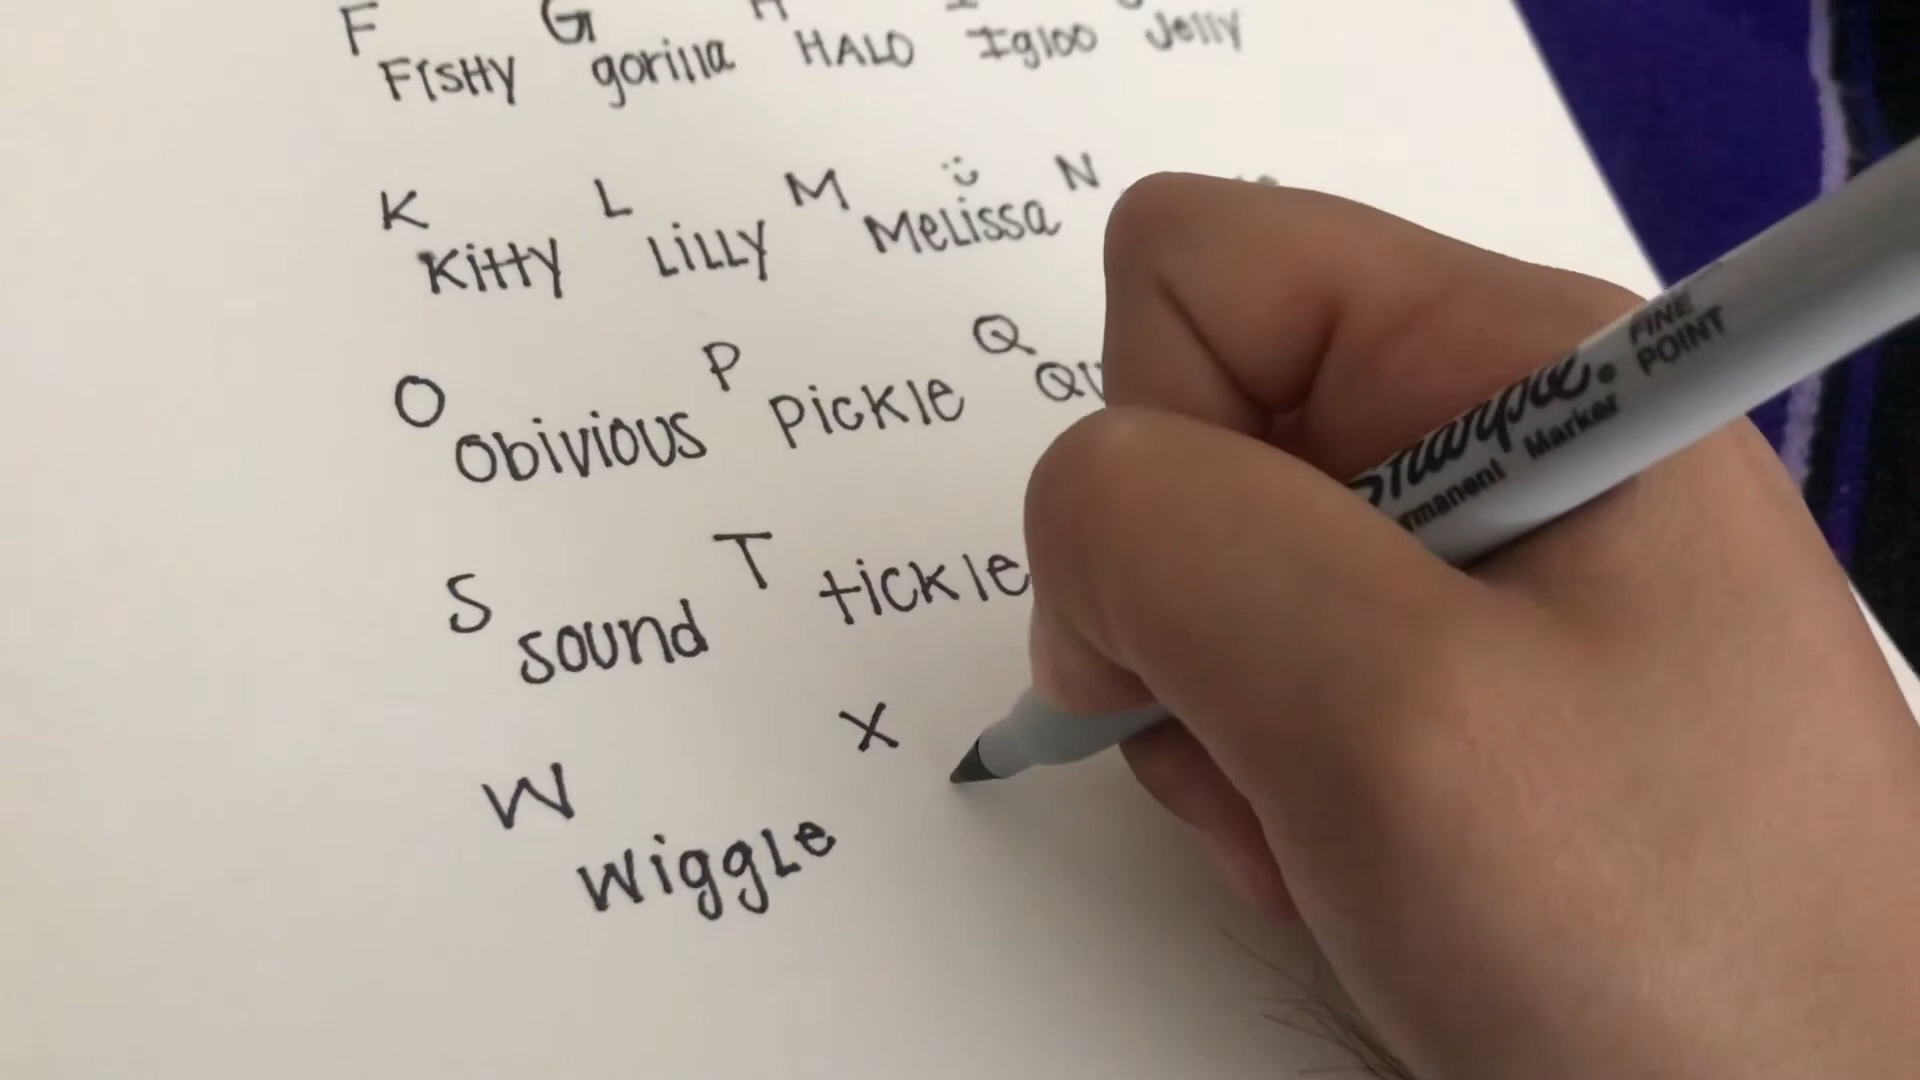 F G H
FISHY gorilla HALO Igloo Jelly
K L M N
Kitty LiLLY MeLissa
O P Q
Obivious Pickle
S T
sound tickle
X
W
WiggLe
Sharpie. FINE POINT
Permanent Marker